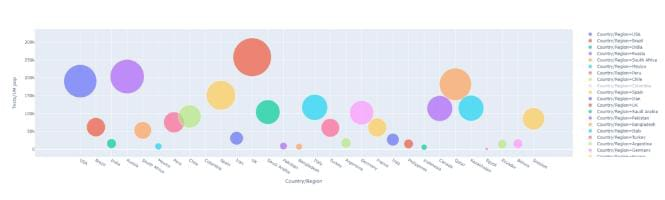 300k
250k
200k
150k
100k
50k
0
Tests/1M pop
USA
Brazil
India
Russia
South Africa
Mexico
Peru
Chile
Colombia
Spain
Iran
UK
Saudi Arabia
Pakistan
Bangladesh
Italy
Turkey
Argentina
Germany
France
Iraq
Philippines
Indonesia
Canada
Qatar
Kazakhstan
Egypt
Ecuador
Bolivia
Sweden
Country/Region
Country/Region=USA
Country/Region=Brazil
Country/Region=India
Country/Region=Russia
Country/Region=South Africa
Country/Region=Mexico
Country/Region=Peru
Country/Region=Chile
Country/Region=Colombia
Country/Region=Spain
Country/Region=Iran
Country/Region=UK
Country/Region=Saudi Arabia
Country/Region=Pakistan
Country/Region=Bangladesh
Country/Region=Italy
Country/Region=Turkey
Country/Region=Argentina
Country/Region=Germany